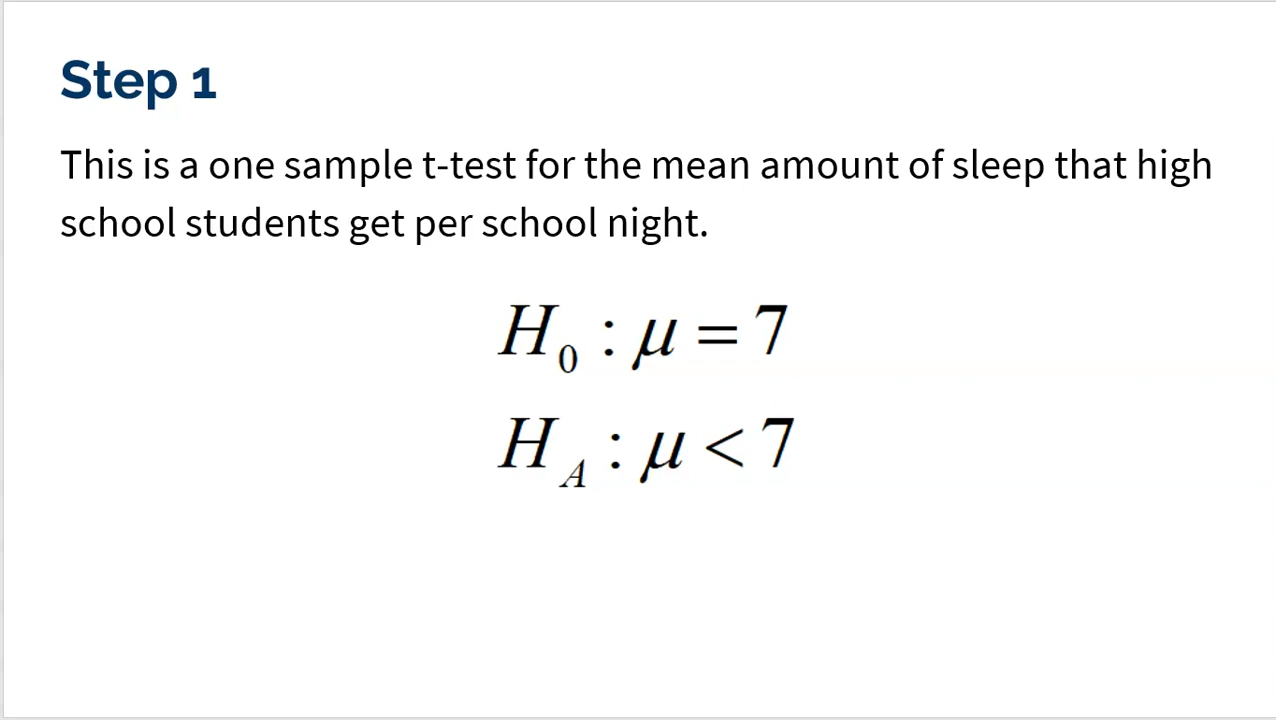 Step 1
This is a one sample t-test for the mean amount of sleep that high
school students get per school night.
H₀ : μ = 7
H_A : μ < 7